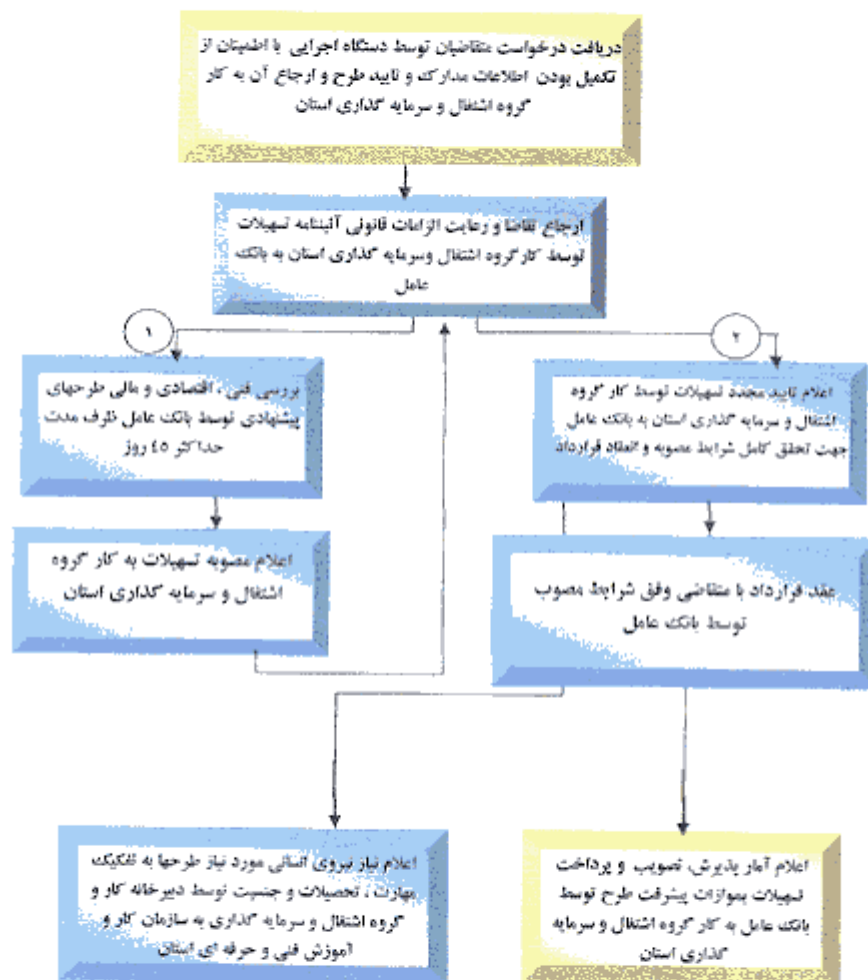 دریافت درخواست متقاضیان توسط دستگاه اجرایی با اطمینان از
تکمیل بودن اطلاعات مدارک و تایید طرح و ارجاع آن به کار
گروه اشتغال و سرمایه گذاری استان
ارجاع تقاضا و رعایت الزامات قانونی آئیننامه تسهیلات
توسط کارگروه اشتغال وسرمایه گذاری استان به بانک
عامل
۱
بررسی فنی ، اقتصادی و مالی طرحهای
پیشنهادی توسط بانک عامل ظرف مدت
حداکثر ٤٥ روز
اعلام مصوبه تسهیلات به کار گروه
اشتغال و سرمایه گذاری استان
۲
اعلام تایید مجدد تسهیلات توسط کار گروه
اشتغال و سرمایه گذاری استان به بانک عامل
جهت تحقق کامل شرایط مصوبه و انعقاد قرارداد
عقد قرارداد با متقاضی وفق شرایط مصوب
توسط بانک عامل
اعلام نیاز نیروی انسانی مورد نیاز طرحها به تفکیک
مهارت ، تحصیلات و جنسیت توسط دبیرخانه کار و
گروه اشتغال و سرمایه گذاری به سازمان کار و
آموزش فنی و حرفه ای استان
اعلام آمار پذیرش، تصویب و پرداخت
تسهیلات بموازات پیشرفت طرح توسط
بانک عامل به کار گروه اشتغال و سرمایه
گذاری استان